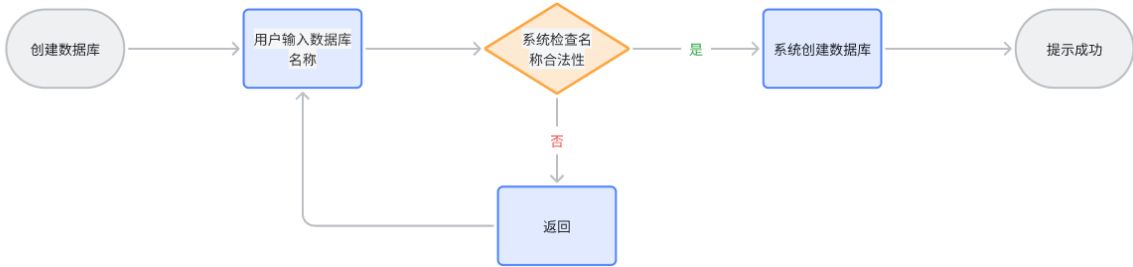 创建数据库
用户输入数据库
名称
系统检查名
称合法性
是
系统创建数据库
提示成功
否
返回